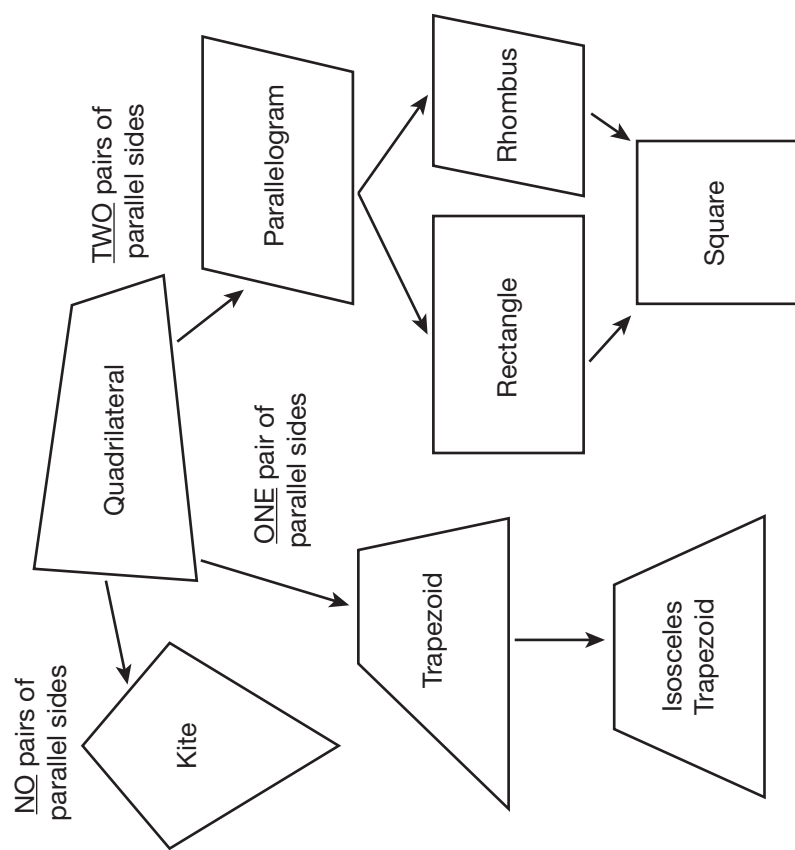 Quadrilateral
NO pairs of
parallel sides
ONE pair of
parallel sides
TWO pairs of
parallel sides
Kite
Trapezoid
Isosceles
Trapezoid
Parallelogram
Rectangle
Rhombus
Square